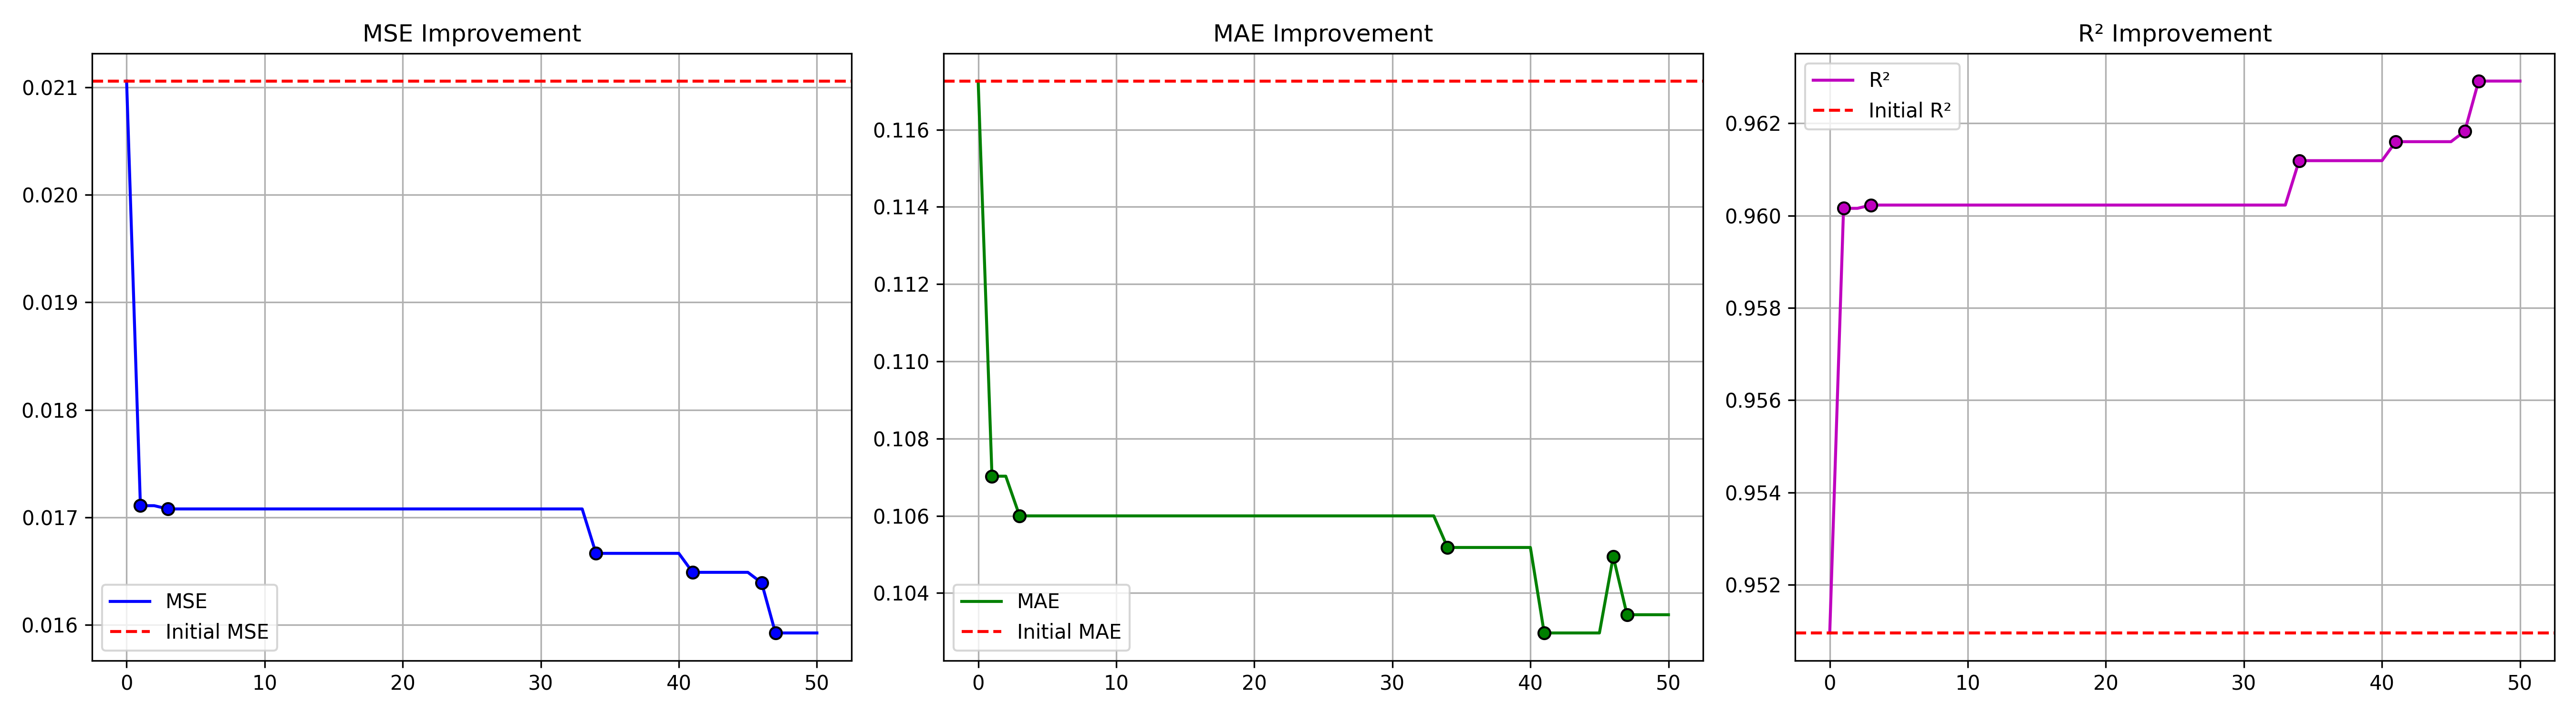 MSE Improvement
0.021
0.020
0.019
0.018
0.017
0.016
MSE
Initial MSE
0 10 20 30 40 50
MAE Improvement
0.116
0.114
0.112
0.110
0.108
0.106
0.104
MAE
Initial MAE
0 10 20 30 40 50
R² Improvement
R²
Initial R²
0.962
0.960
0.958
0.956
0.954
0.952
0 10 20 30 40 50